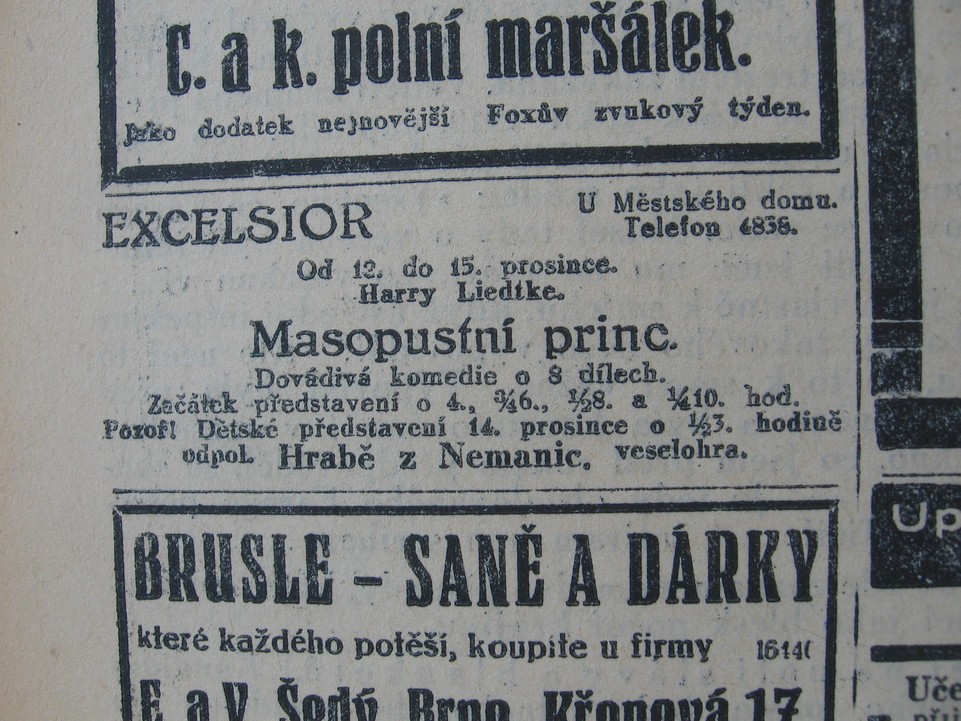 C. a k. polní maršálek.
Jako dodatek nejnovější Foxův zvukový týden.
EXCELSIOR
U Městského domu.
Telefon 4838.
Od 12. do 15. prosince.
Harry Liedtke.
Masopustní princ.
Dovádivá komedie o 8 dílech.
Začátek představení o 4., ¾6., ½8. a ¼10. hod.
Pozor! Dětské představení 14. prosince o ½3. hodině
odpol. Hrabě z Nemanic. veselohra.
BRUSLE – SANĚ A DÁRKY
které každého potěší, koupíte u firmy 1644
E. a V. Šedý, Brno, Křenová 17
Up
Uče